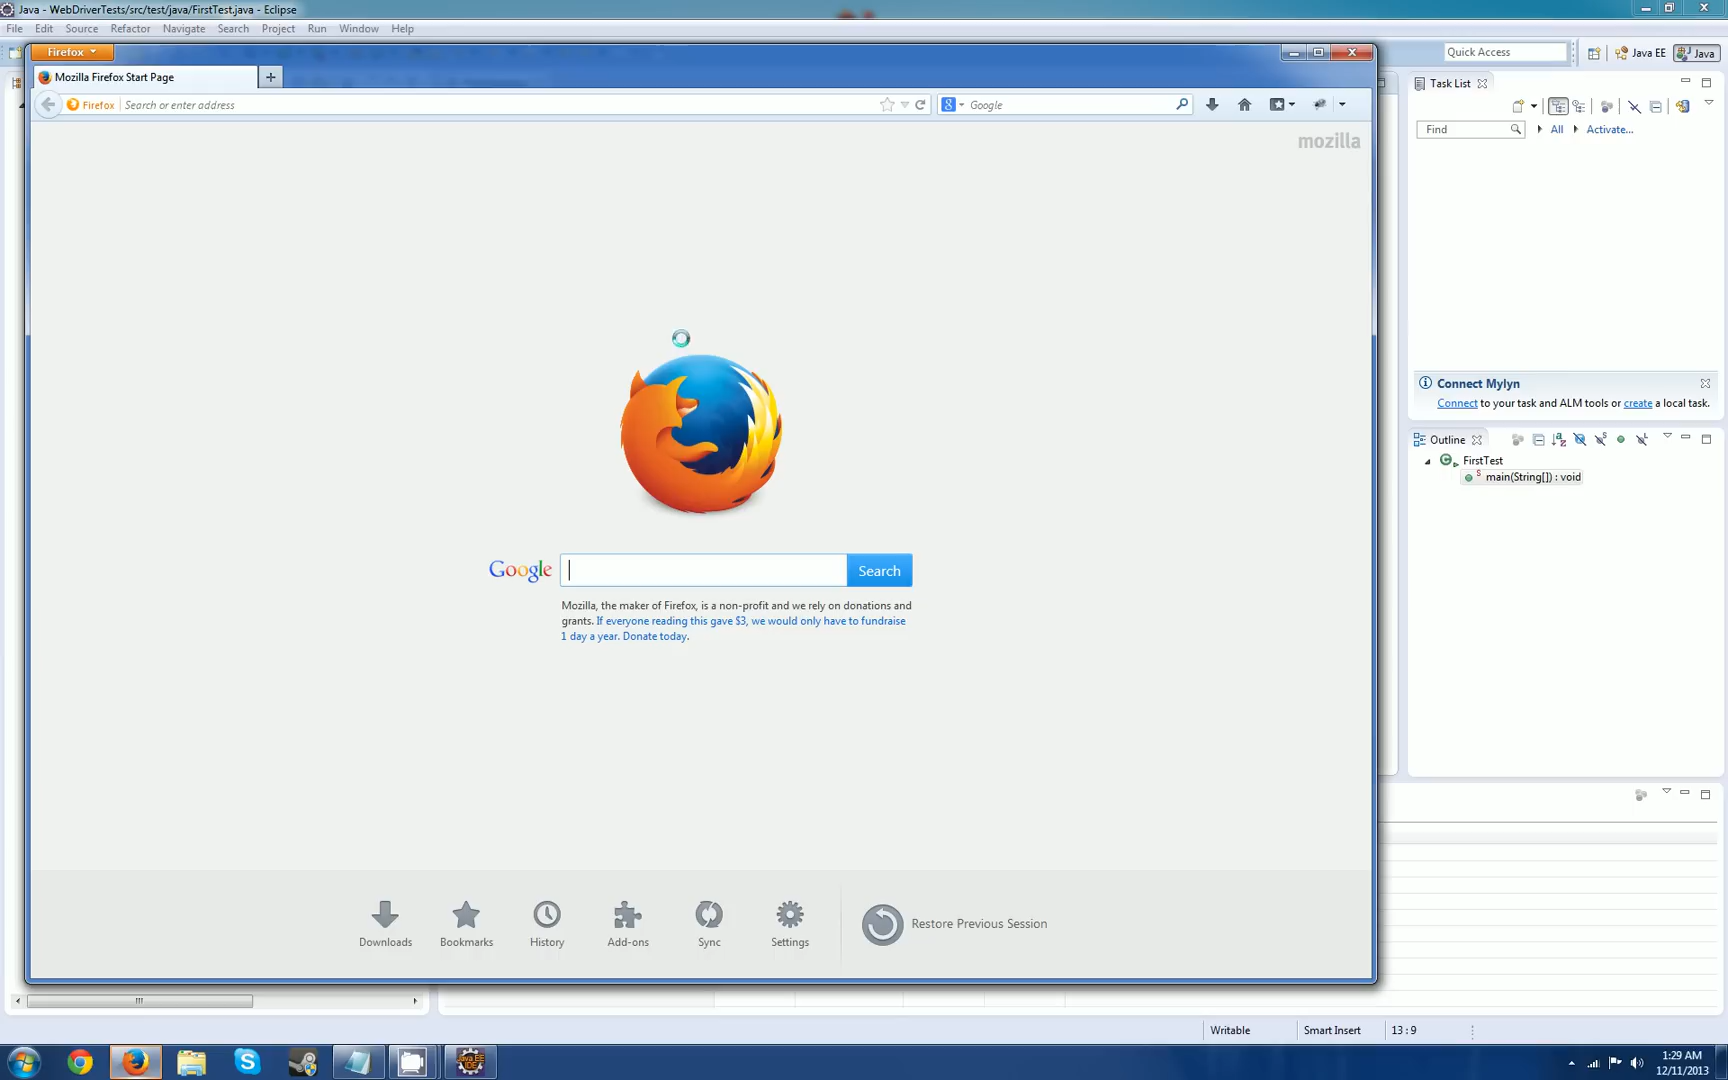 Java - WebDriverTests/src/test/java/FirstTest.java - Eclipse
File Edit Source Refactor Navigate Search Project Run Window Help
Firefox
Quick Access
Java EE
Java
Mozilla Firefox Start Page
Task List
Firefox
Search or enter address
Google
Find
All
Activate...
mozilla
Connect Mylyn
Connect to your task and ALM tools or create a local task.
Outline
FirstTest
main(String[]) : void
Google
Search
Mozilla, the maker of Firefox, is a non-profit and we rely on donations and
grants. If everyone reading this gave $3, we would only have to fundraise
1 day a year. Donate today.
Downloads
Bookmarks
History
Add-ons
Sync
Settings
Restore Previous Session
Writable
Smart Insert
13 : 9
Java EE
IDE
1:29 AM
12/11/2013